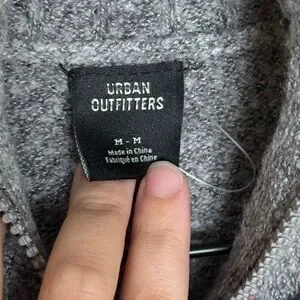 URBAN
OUTFITTERS
M - M
Made in China
Fabriqué en Chine